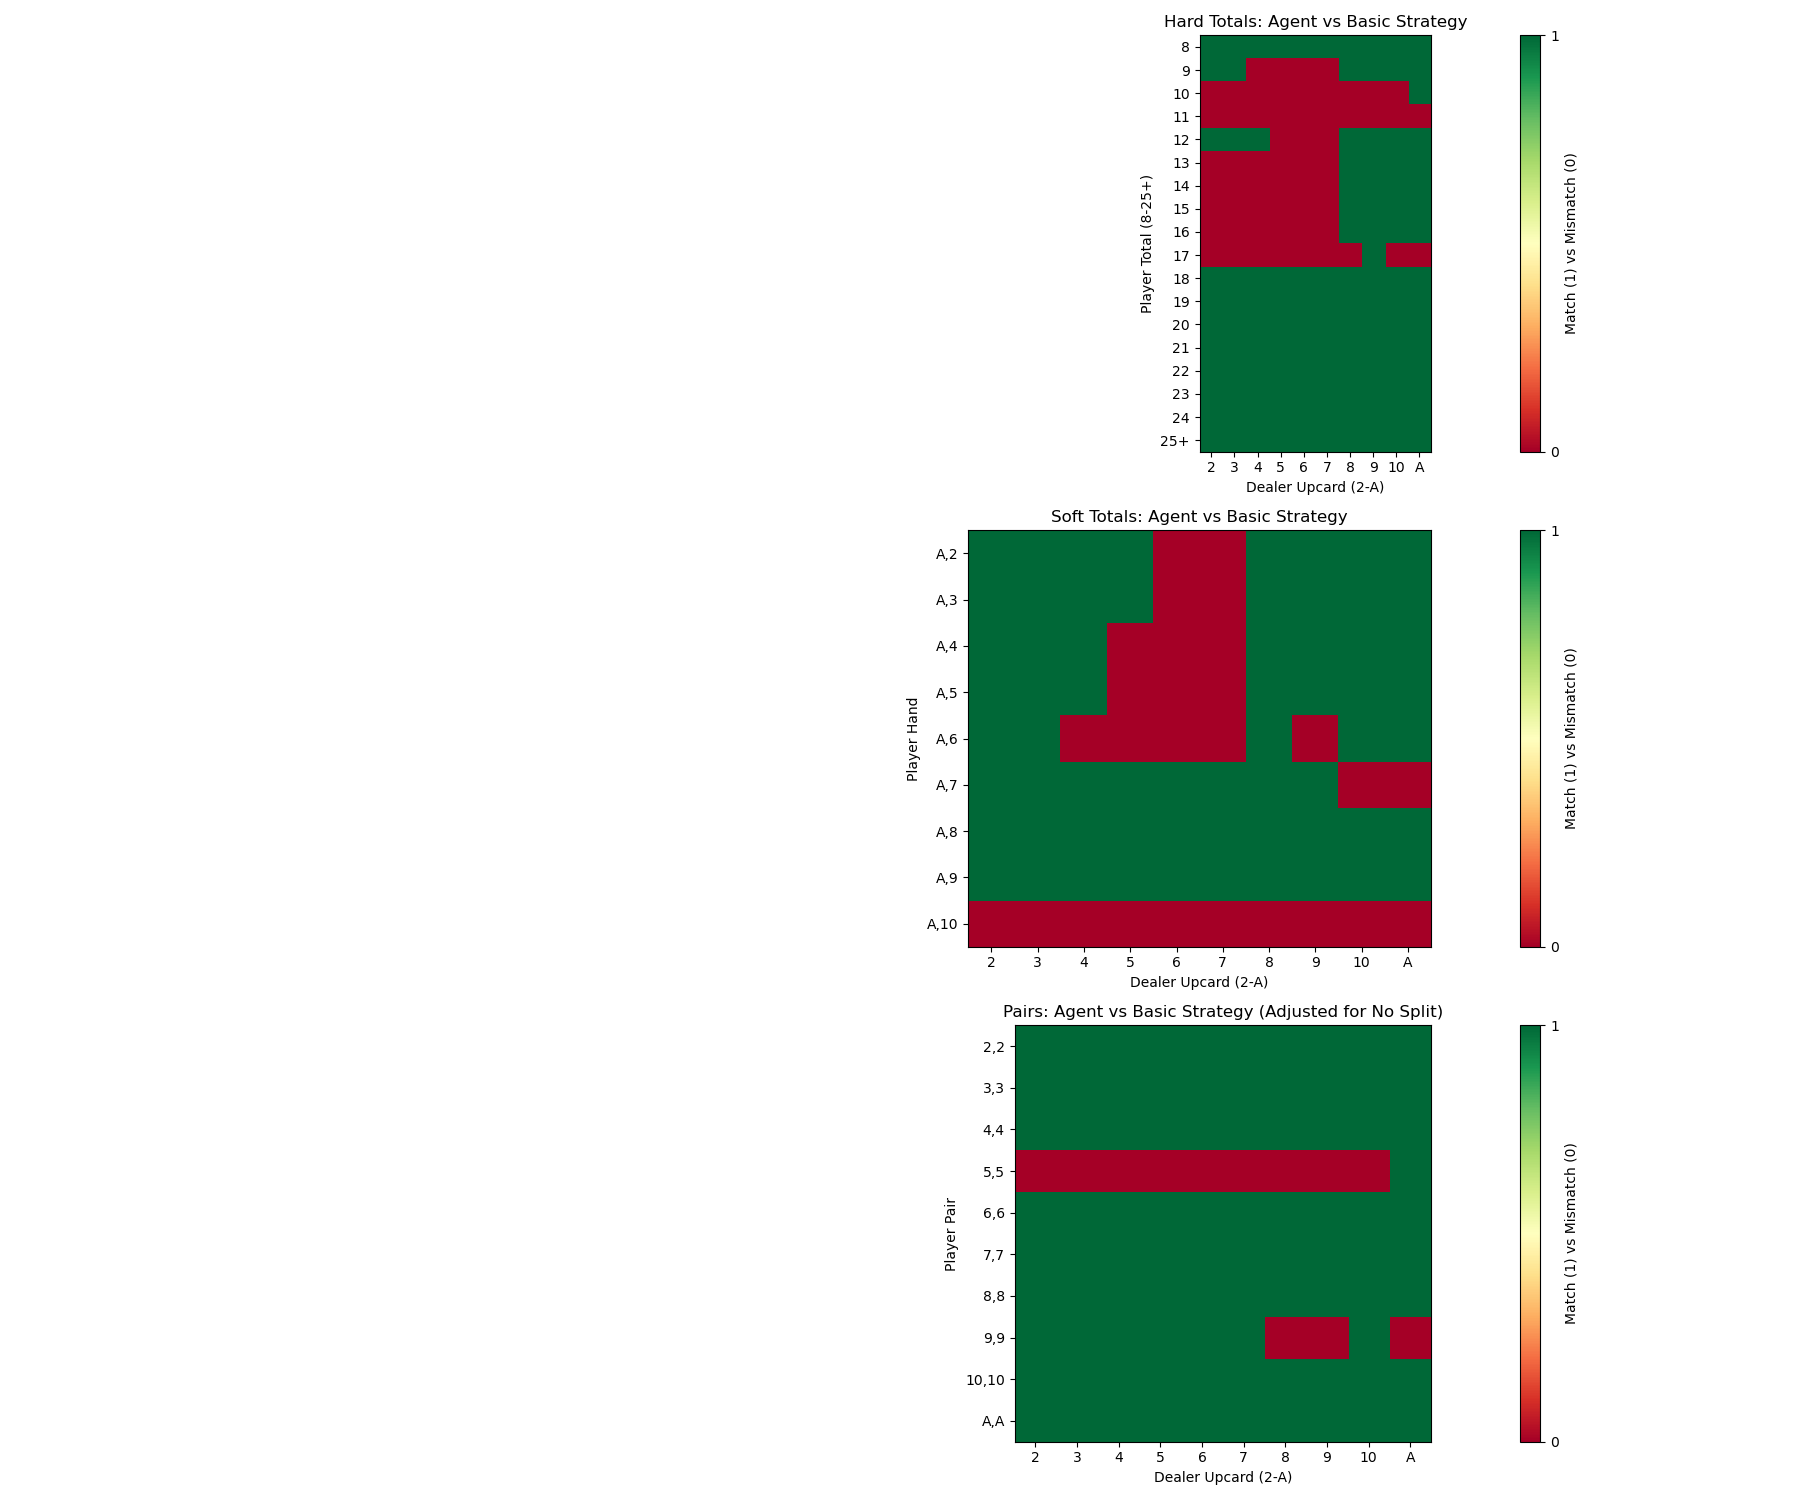 Hard Totals: Agent vs Basic Strategy
8
9
10
11
12
13
14
15
16
17
18
19
20
21
22
23
24
25+
Player Total (8-25+)
2 3 4 5 6 7 8 9 10 A
Dealer Upcard (2-A)
1
0
Match (1) vs Mismatch (0)
Soft Totals: Agent vs Basic Strategy
A,2
A,3
A,4
A,5
A,6
A,7
A,8
A,9
A,10
Player Hand
2 3 4 5 6 7 8 9 10 A
Dealer Upcard (2-A)
1
0
Match (1) vs Mismatch (0)
Pairs: Agent vs Basic Strategy (Adjusted for No Split)
2,2
3,3
4,4
5,5
6,6
7,7
8,8
9,9
10,10
A,A
Player Pair
2 3 4 5 6 7 8 9 10 A
Dealer Upcard (2-A)
1
0
Match (1) vs Mismatch (0)